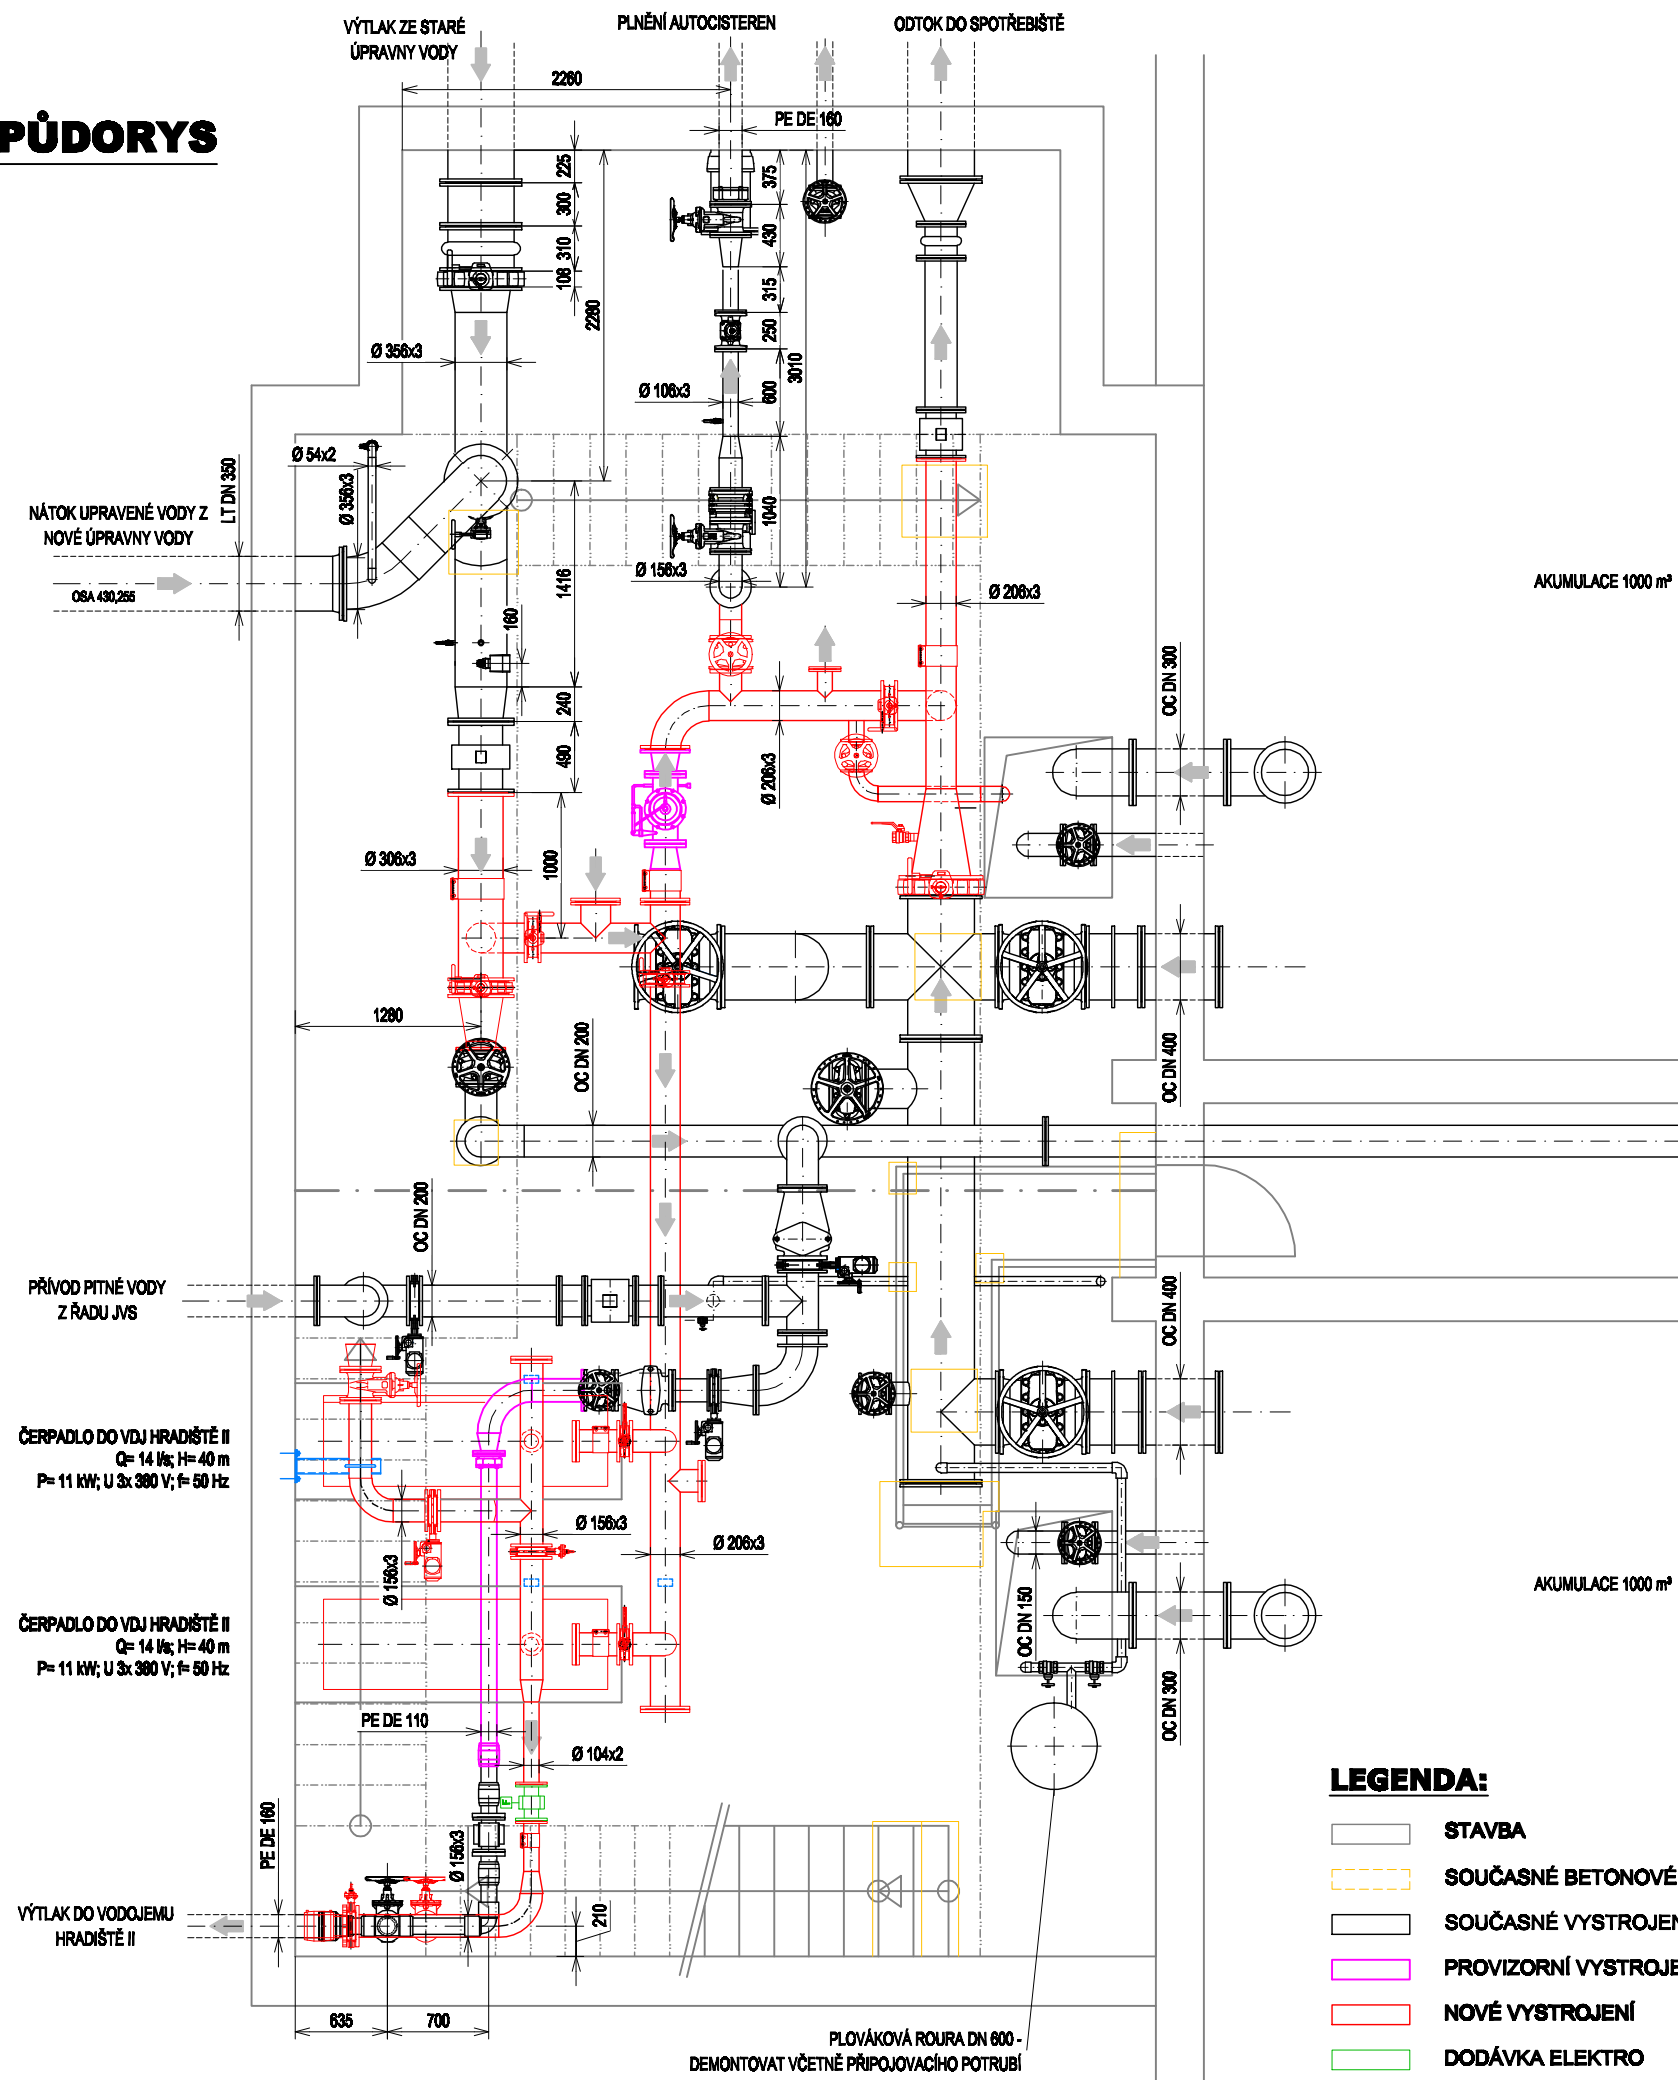 VÝTLAK ZE STARÉ
ÚPRAVNY VODY
PLNĚNÍ AUTOCISTEREN
ODTOK DO SPOTŘEBIŠTĚ
PŮDORYS
2260
PE DE 160
225
300
310
108
2280
375
430
315
250
600
3010
1040
Ø 356x3
Ø 106x3
Ø 54x2
LT DN 350
Ø 356x3
NÁTOK UPRAVENÉ VODY Z
NOVÉ ÚPRAVNY VODY
OSA 430,255
1416
160
Ø 156x3
Ø 206x3
AKUMULACE 1000 m³
OC DN 300
240
490
Ø 206x3
Ø 306x3
1000
1280
OC DN 200
OC DN 400
OC DN 200
PŘÍVOD PITNÉ VODY
Z ŘADU JVS
OC DN 400
ČERPADLO DO VDJ HRADIŠTĚ II
Q= 14 l/s; H= 40 m
P= 11 kW; U 3x 380 V; f= 50 Hz
Ø 156x3
Ø 206x3
Ø 156x3
ČERPADLO DO VDJ HRADIŠTĚ II
Q= 14 l/s; H= 40 m
P= 11 kW; U 3x 380 V; f= 50 Hz
AKUMULACE 1000 m³
OC DN 150
OC DN 300
PE DE 110
Ø 104x2
F
PE DE 160
Ø 156x3
VÝTLAK DO VODOJEMU
HRADIŠTĚ II
210
635
700
PLOVÁKOVÁ ROURA DN 600 -
DEMONTOVAT VČETNĚ PŘIPOJOVACÍHO POTRUBÍ
LEGENDA:
STAVBA
SOUČASNÉ BETONOVÉ
SOUČASNÉ VYSTROJEN
PROVIZORNÍ VYSTROJE
NOVÉ VYSTROJENÍ
DODÁVKA ELEKTRO